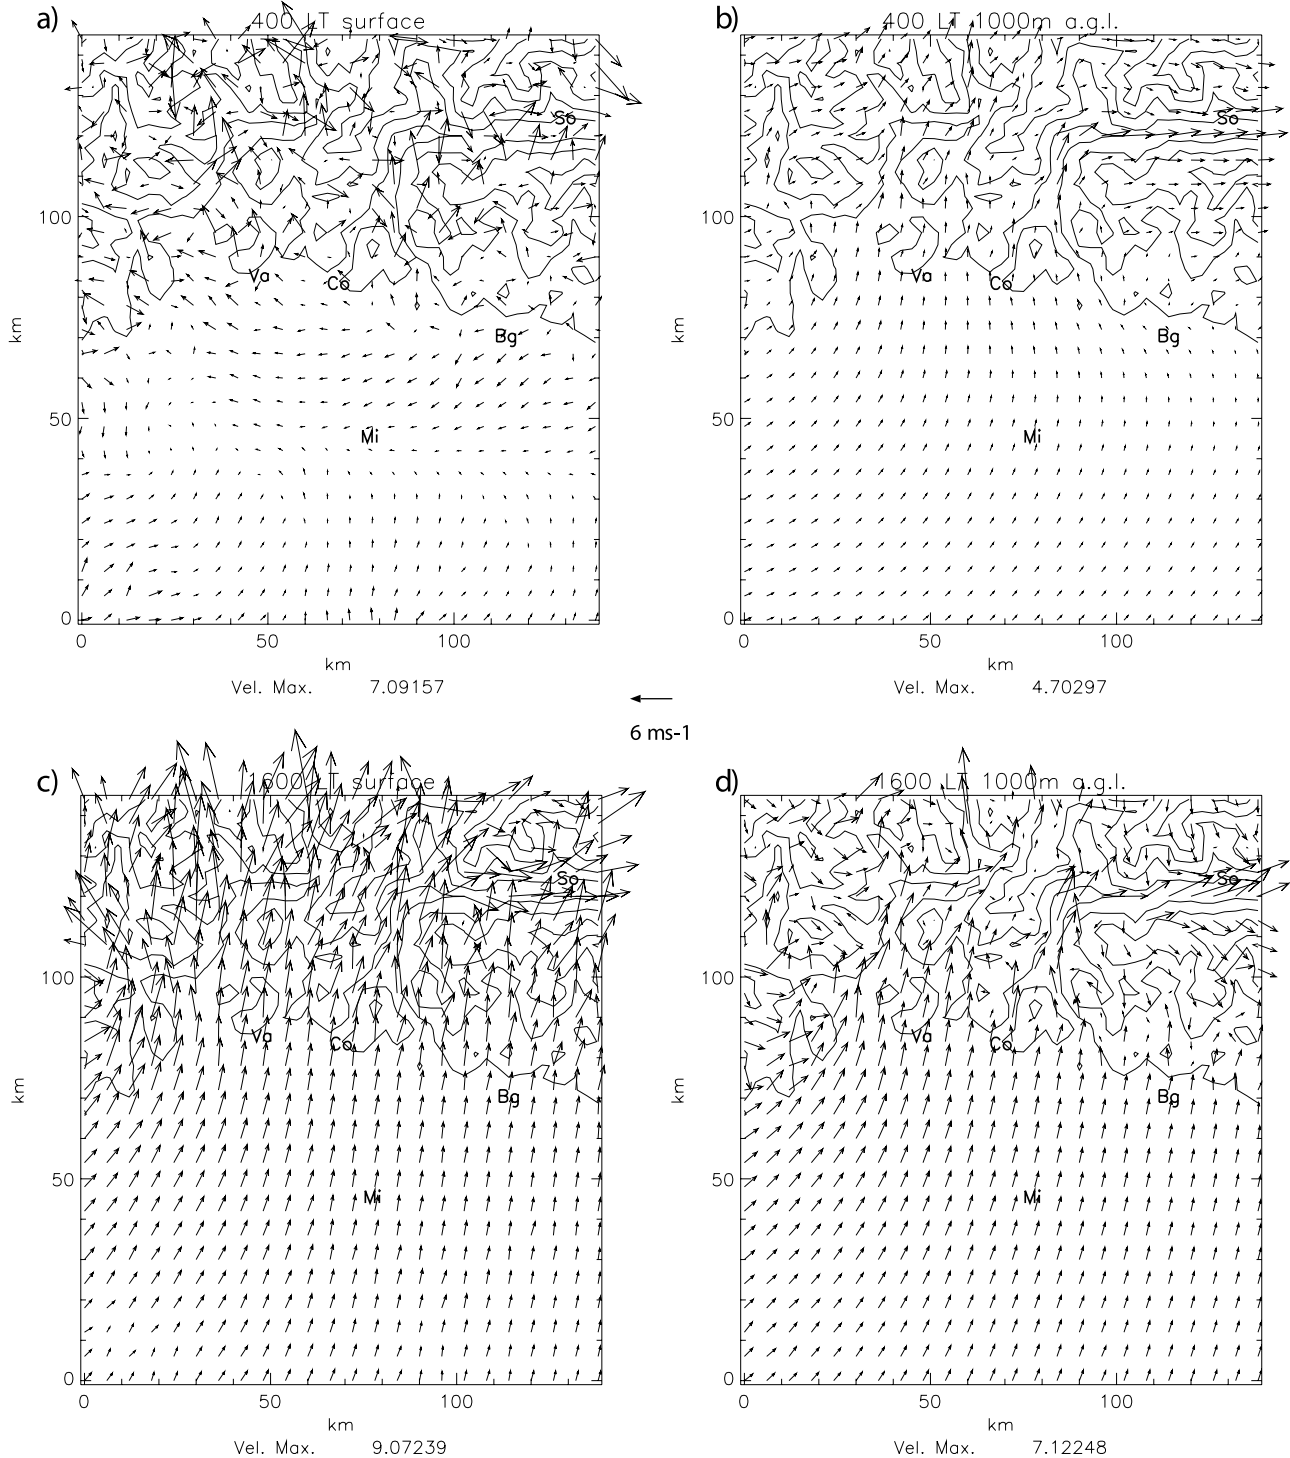 a)
400 LT surface
100
50
0
km
So
Va
Co
Bg
Mi
0 50 100
km
Vel. Max. 7.09157
b)
400 LT 1000m a.g.l.
100
50
0
km
So
Va
Co
Bg
Mi
0 50 100
km
Vel. Max. 4.70297
6 ms-1
c)
1600 LT surface
100
50
0
km
So
Va
Co
Bg
Mi
0 50 100
km
Vel. Max. 9.07239
d)
1600 LT 1000m a.g.l.
100
50
0
km
So
Va
Co
Bg
Mi
0 50 100
km
Vel. Max. 7.12248